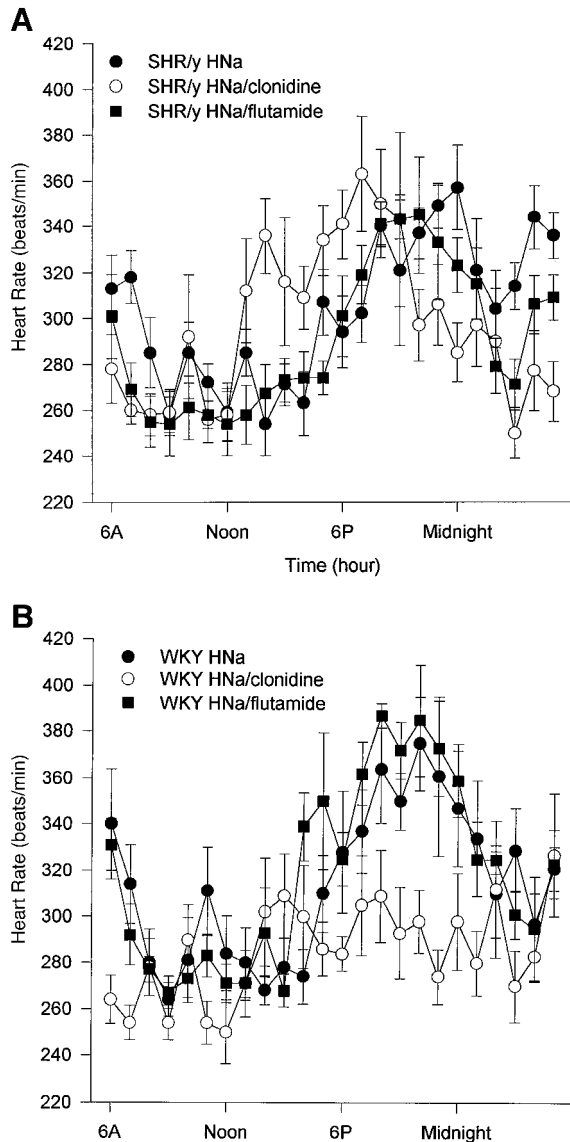 A
420
400
380
360
340
320
300
280
260
240
220
Heart Rate (beats/min)
SHR/y HNa
SHR/y HNa/clonidine
SHR/y HNa/flutamide
6A Noon 6P Midnight
Time (hour)
B
420
400
380
360
340
320
300
280
260
240
220
Heart Rate (beats/min)
WKY HNa
WKY HNa/clonidine
WKY HNa/flutamide
6A Noon 6P Midnight